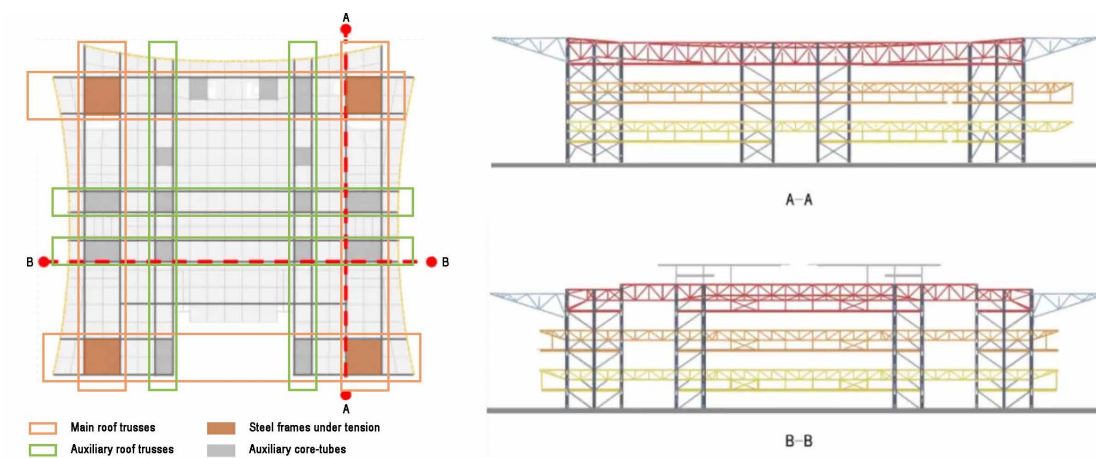 A
B
B
A
Main roof trusses
Steel frames under tension
Auxiliary roof trusses
Auxiliary core-tubes
A-A
B-B